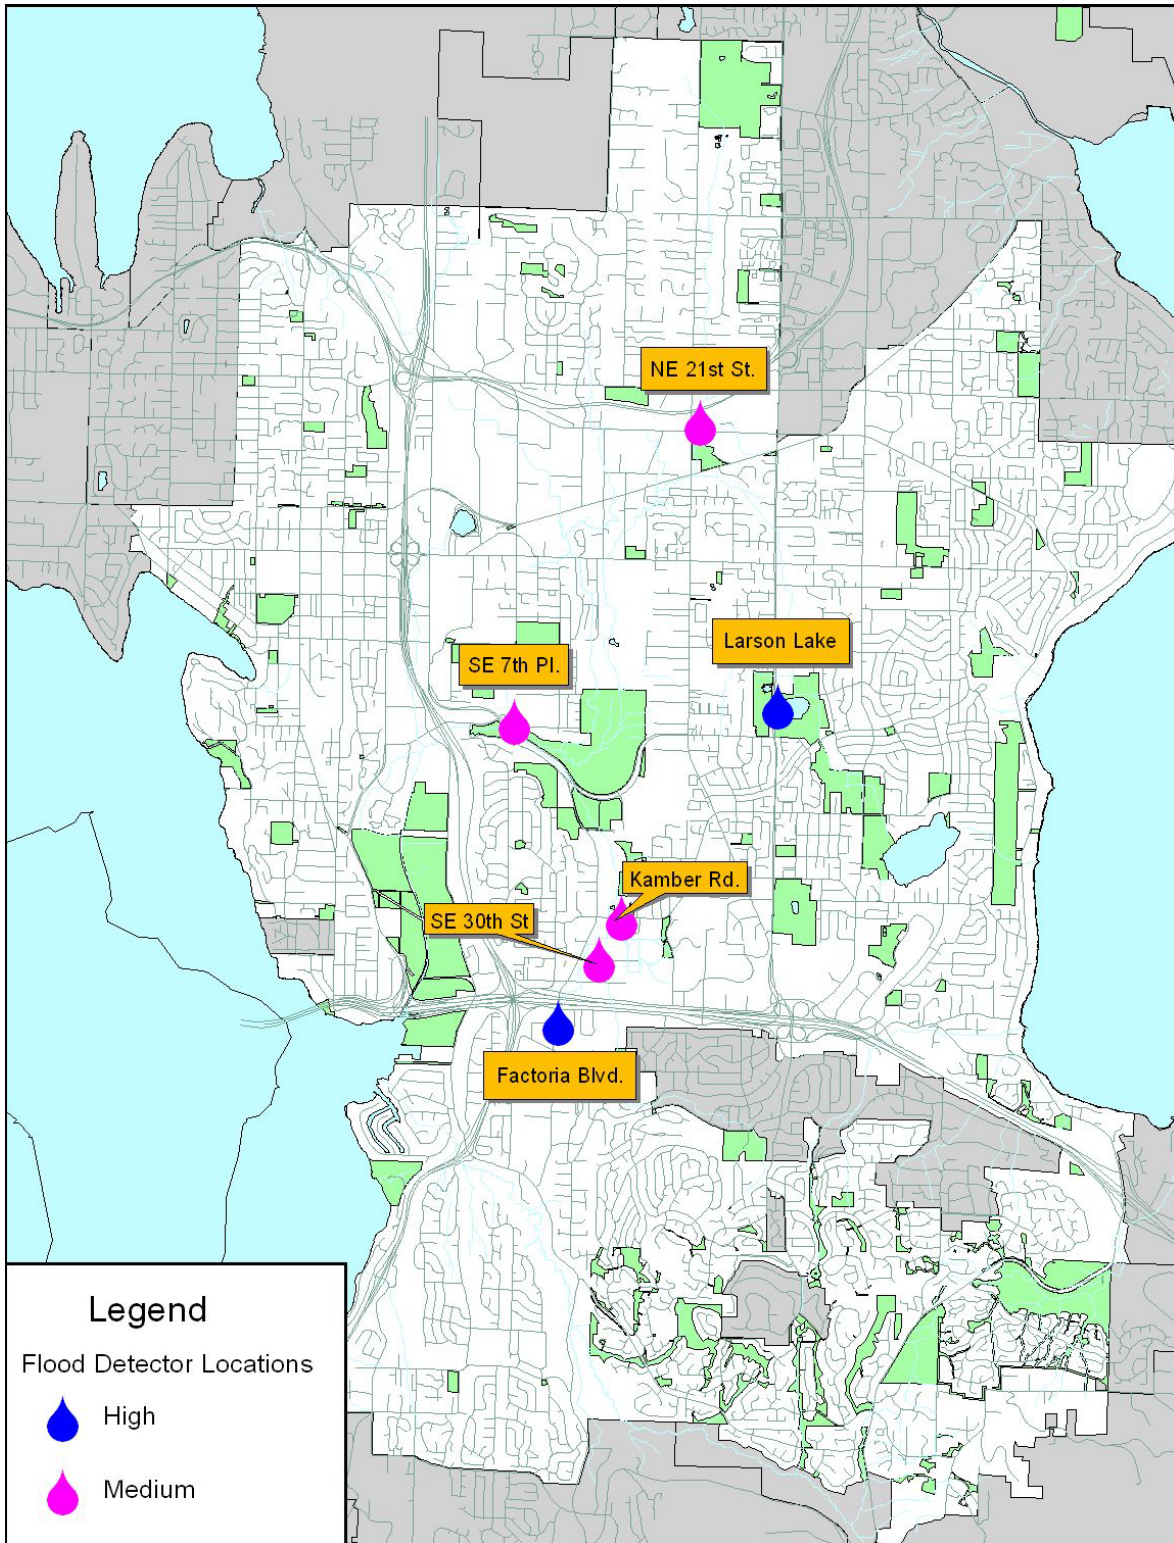 NE 21st St.
Larson Lake
SE 7th Pl.
Kamber Rd.
SE 30th St
Factoria Blvd.
Legend
Flood Detector Locations
High
Medium